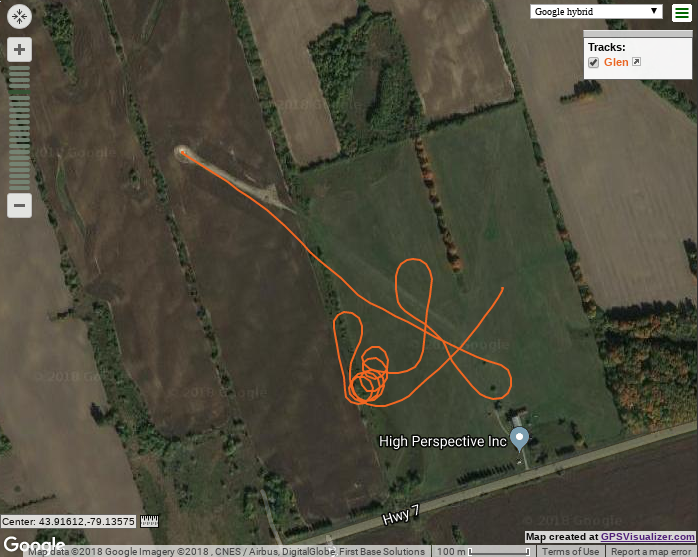 Google hybrid
Tracks:
Glen
©2018 Google
©2018 Google
©2018 Google
© 2018 Google
© 2018 Google
High Perspective Inc
Hwy 7
Center: 43.91612,-79.13575
Google
Map created at GPSVisualizer.com
Map data ©2018 Google Imagery ©2018 , CNES / Airbus, DigitalGlobe, First Base Solutions
100 m
Terms of Use
Report a map error